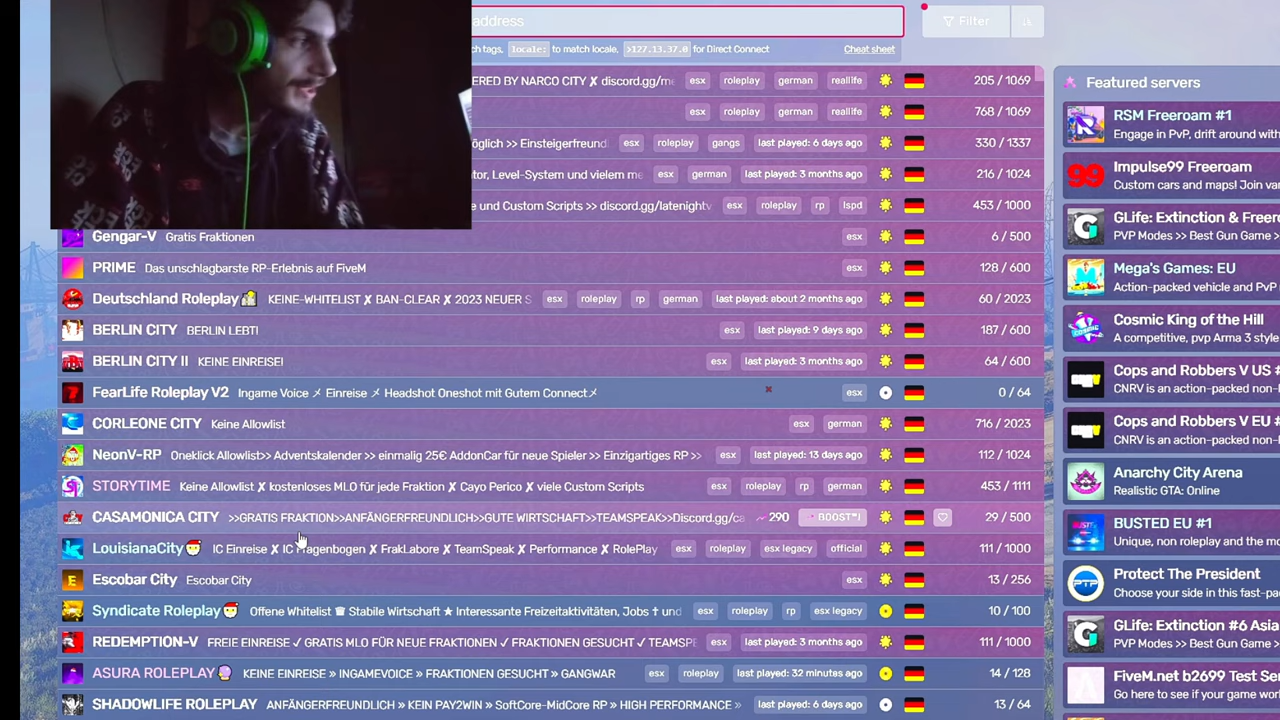 address
Filter
ch tags, locale: to match locale, >127.13.37.0 for Direct Connect Cheat sheet
ERED BY NARCO CITY ✗ discord.gg/me esx roleplay german reallife 205 / 1069
esx roleplay german reallife 768 / 1069
öglich >> Einsteigerfreund esx roleplay gangs last played: 6 days ago 330 / 1337
ator, Level-System und vielem me esx german last played: 3 months ago 216 / 1024
e und Custom Scripts >> discord.gg/latenightv esx roleplay rp lspd 453 / 1000
Gengar-V Gratis Fraktionen esx 6 / 500
PRIME Das unschlagbarste RP-Erlebnis auf FiveM esx 128 / 600
Deutschland Roleplay KEINE-WHITELIST ✗ BAN-CLEAR ✗ 2023 NEUER S esx roleplay rp german last played: about 2 months ago 60 / 2023
BERLIN CITY BERLIN LEBT! esx last played: 9 days ago 187 / 600
BERLIN CITY II KEINE EINREISE! esx last played: 3 months ago 64 / 600
FearLife Roleplay V2 Ingame Voice ✗ Einreise ✗ Headshot Oneshot mit Gutem Connect✗ esx 0 / 64
CORLEONE CITY Keine Allowlist esx german 716 / 2023
NeonV-RP Oneklick Allowlist>> Adventskalender >> einmalig 25€ AddonCar für neue Spieler >> Einzigartiges RP >> esx last played: 13 days ago 112 / 1024
STORYTIME Keine Allowlist ✗ kostenloses MLO für jede Fraktion ✗ Cayo Perico ✗ viele Custom Scripts esx roleplay rp german 453 / 1111
CASAMONICA CITY >>GRATIS FRAKTION>>ANFÄNGERFREUNDLICH>>GUTE WIRTSCHAFT>>TEAMSPEAK>>Discord.gg/ca 290 BOOST™! 29 / 500
LouisianaCity IC Einreise ✗ IC Fragenbogen ✗ FrakLabore ✗ TeamSpeak ✗ Performance ✗ RolePlay esx roleplay esx legacy official 111 / 1000
Escobar City Escobar City esx 13 / 256
Syndicate Roleplay Offene Whitelist ♛ Stabile Wirtschaft ★ Interessante Freizeitaktivitäten, Jobs ✝ und esx roleplay rp esx legacy 10 / 100
REDEMPTION-V FREIE EINREISE ✓ GRATIS MLO FÜR NEUE FRAKTIONEN ✓ FRAKTIONEN GESUCHT ✓ TEAMSPE esx last played: 3 months ago 111 / 1000
ASURA ROLEPLAY KEINE EINREISE » INGAMEVOICE » FRAKTIONEN GESUCHT » GANGWAR esx roleplay last played: 32 minutes ago 14 / 128
SHADOWLIFE ROLEPLAY ANFÄNGERFREUNDLICH » KEIN PAY2WIN » SoftCore-MidCore RP » HIGH PERFORMANCE » last played: 6 days ago 13 / 64
Featured servers
RSM Freeroam #1
Engage in PvP, drift around with
Impulse99 Freeroam
Custom cars and maps! Join var
GLife: Extinction & Freero
PVP Modes >> Best Gun Game >
Mega's Games: EU
Action-packed vehicle and PvP
Cosmic King of the Hill
A competitive, pvp Arma 3 style
Cops and Robbers V US #
CNRV is an action-packed non-l
Cops and Robbers V EU #
CNRV is an action-packed non-l
Anarchy City Arena
Realistic GTA: Online
BUSTED EU #1
Unique, non roleplay and the mo
Protect The President
Choose your side in this fast-pac
GLife: Extinction #6 Asia
PVP Modes >> Best Gun Game >
FiveM.net b2699 Test Ser
Go here to see if your game work